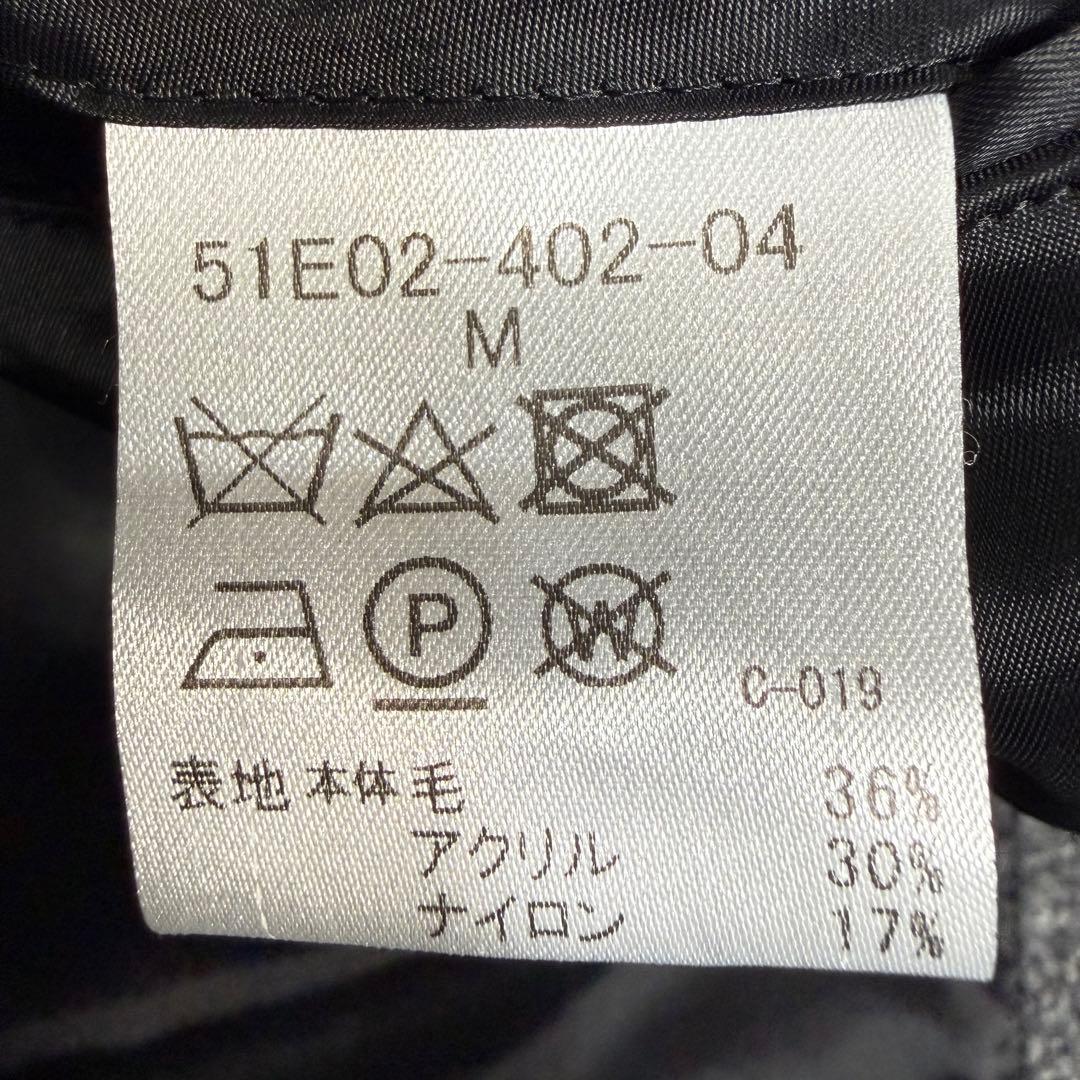 51E02-402-04
M
P
W
C-019
表地 本体 毛 36%
アクリル 30%
ナイロン 17%